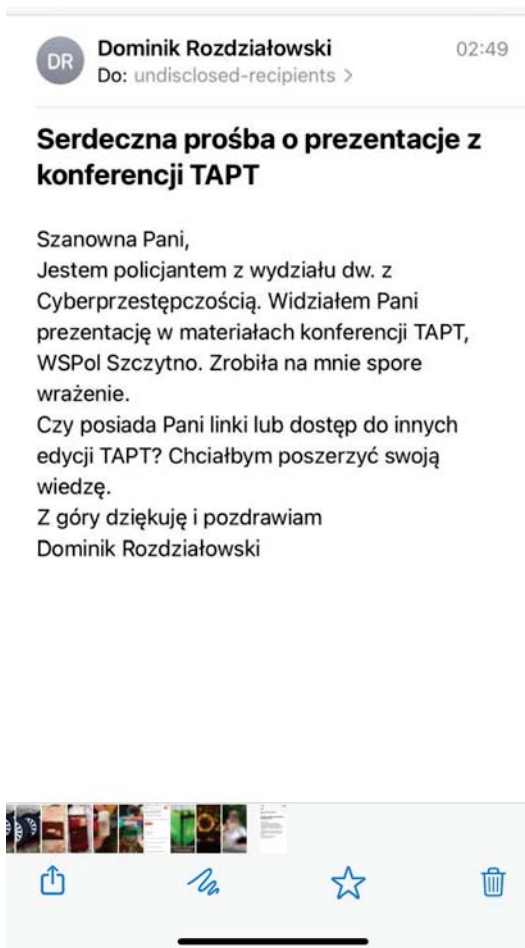 DR
Dominik Rozdziałowski
02:49
Do: undisclosed-recipients >
Serdeczna prośba o prezentacje z
konferencji TAPT
Szanowna Pani,
Jestem policjantem z wydziału dw. z
Cyberprzestępczością. Widziałem Pani
prezentację w materiałach konferencji TAPT,
WSPol Szczytno. Zrobiła na mnie spore
wrażenie.
Czy posiada Pani linki lub dostęp do innych
edycji TAPT? Chciałbym poszerzyć swoją
wiedzę.
Z góry dziękuję i pozdrawiam
Dominik Rozdziałowski